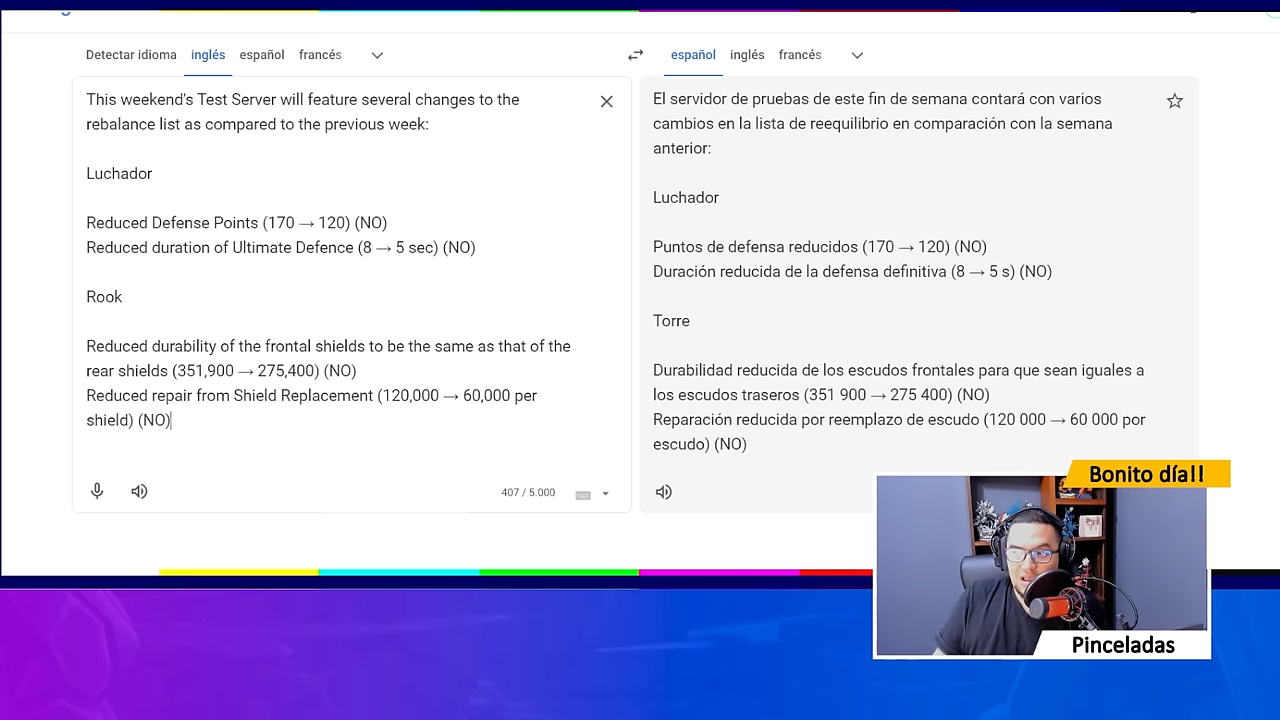 Detectar idioma inglés español francés
español inglés francés
This weekend's Test Server will feature several changes to the
rebalance list as compared to the previous week:
Luchador
Reduced Defense Points (170 → 120) (NO)
Reduced duration of Ultimate Defence (8 → 5 sec) (NO)
Rook
Reduced durability of the frontal shields to be the same as that of the
rear shields (351,900 → 275,400) (NO)
Reduced repair from Shield Replacement (120,000 → 60,000 per
shield) (NO)
407 / 5.000
El servidor de pruebas de este fin de semana contará con varios
cambios en la lista de reequilibrio en comparación con la semana
anterior:
Luchador
Puntos de defensa reducidos (170 → 120) (NO)
Duración reducida de la defensa definitiva (8 → 5 s) (NO)
Torre
Durabilidad reducida de los escudos frontales para que sean iguales a
los escudos traseros (351 900 → 275 400) (NO)
Reparación reducida por reemplazo de escudo (120 000 → 60 000 por
escudo) (NO)
Bonito día!!
Pinceladas